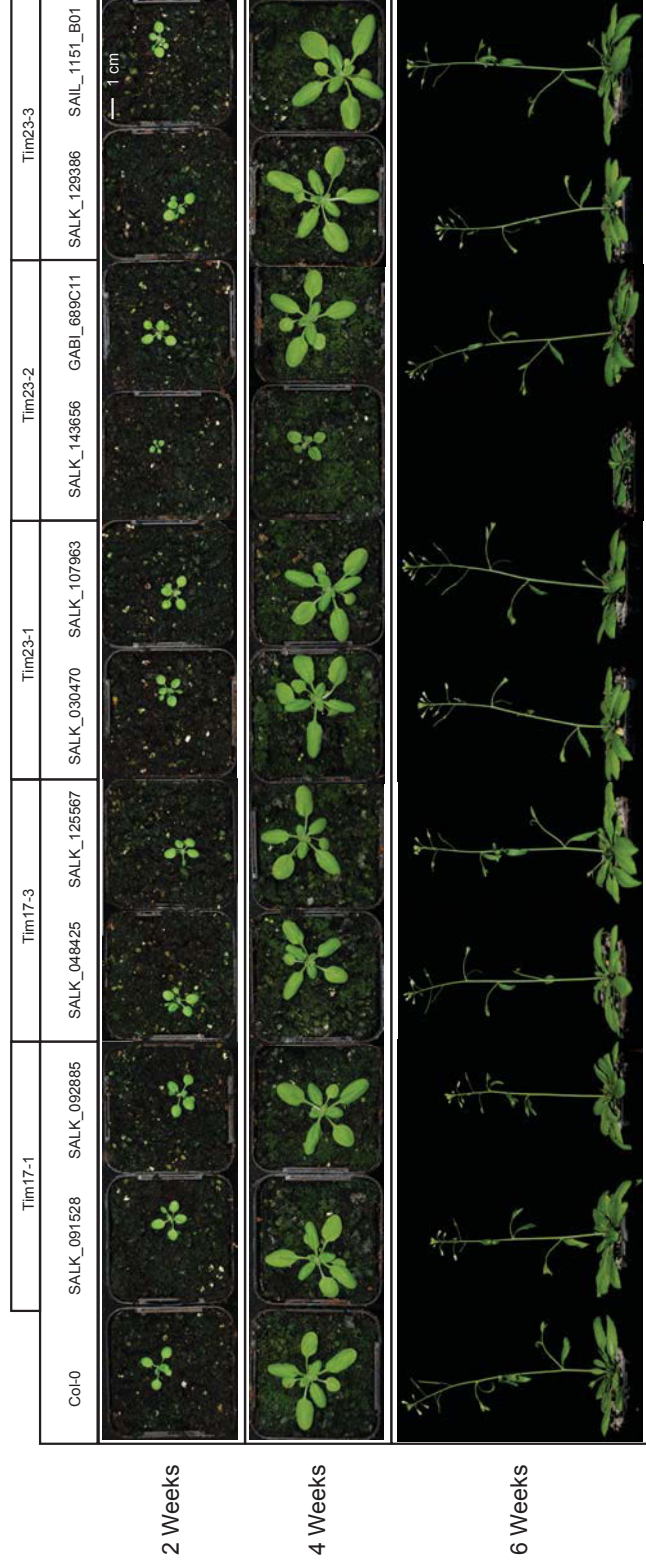 Tim17-1 Tim17-3 Tim23-1 Tim23-2 Tim23-3
Col-0 SALK_091528 SALK_092885 SALK_048425 SALK_125567 SALK_030470 SALK_107963 SALK_143656 GABI_689C11 SALK_129386 SAIL_1151_B01
2 Weeks
1 cm
4 Weeks
6 Weeks